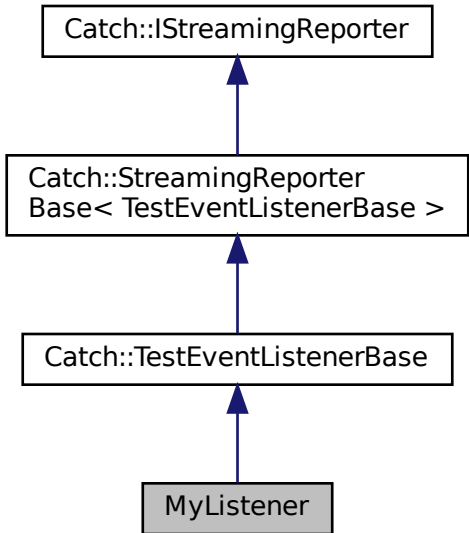 Catch::IStreamingReporter
Catch::StreamingReporter
Base< TestEventListenerBase >
Catch::TestEventListenerBase
MyListener